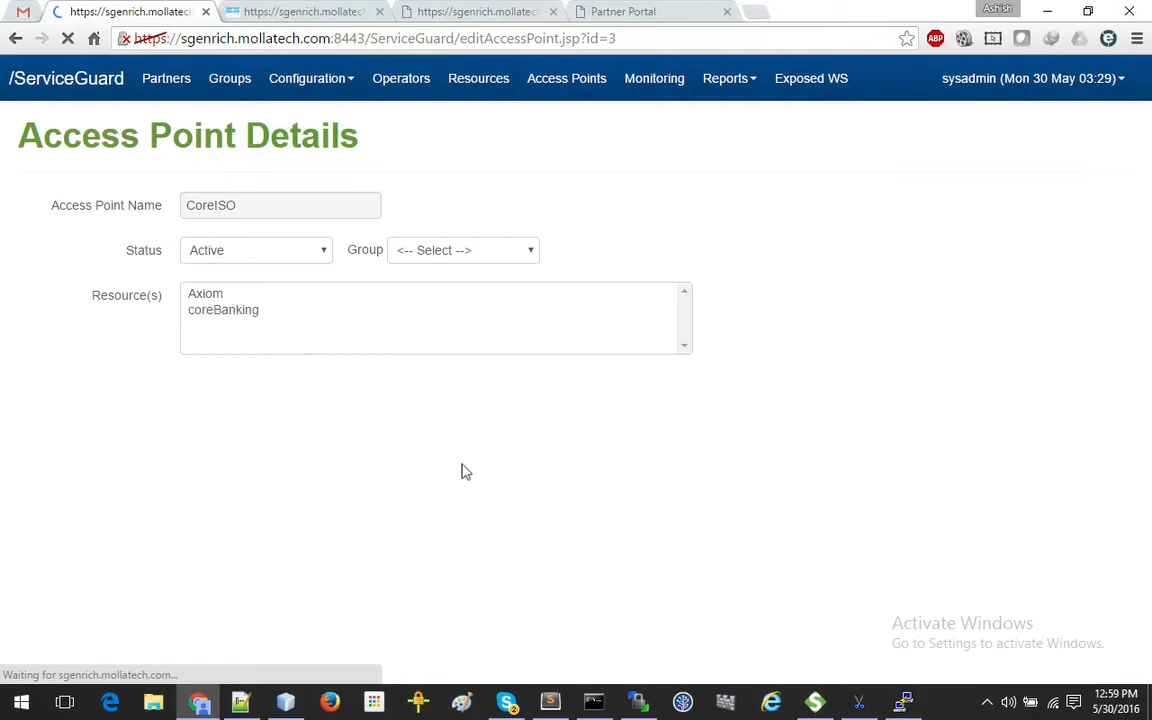 https://sgenrich.mollatech
https://sgenrich.mollatech
https://sgenrich.mollatech
Partner Portal
Ashish
https://sgenrich.mollatech.com:8443/ServiceGuard/editAccessPoint.jsp?id=3
ABP
/ServiceGuard
Partners
Groups
Configuration
Operators
Resources
Access Points
Monitoring
Reports
Exposed WS
sysadmin (Mon 30 May 03:29)
Access Point Details
Access Point Name
CoreISO
Status
Active
Group
<-- Select -->
Resource(s)
Axiom
coreBanking
Activate Windows
Go to Settings to activate Windows.
Waiting for sgenrich.mollatech.com...
12:59 PM
5/30/2016